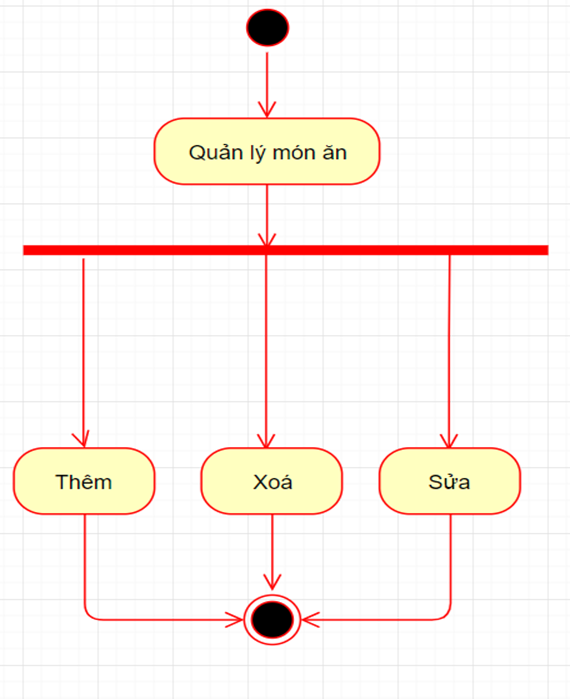 Quản lý món ăn
Thêm
Xoá
Sửa